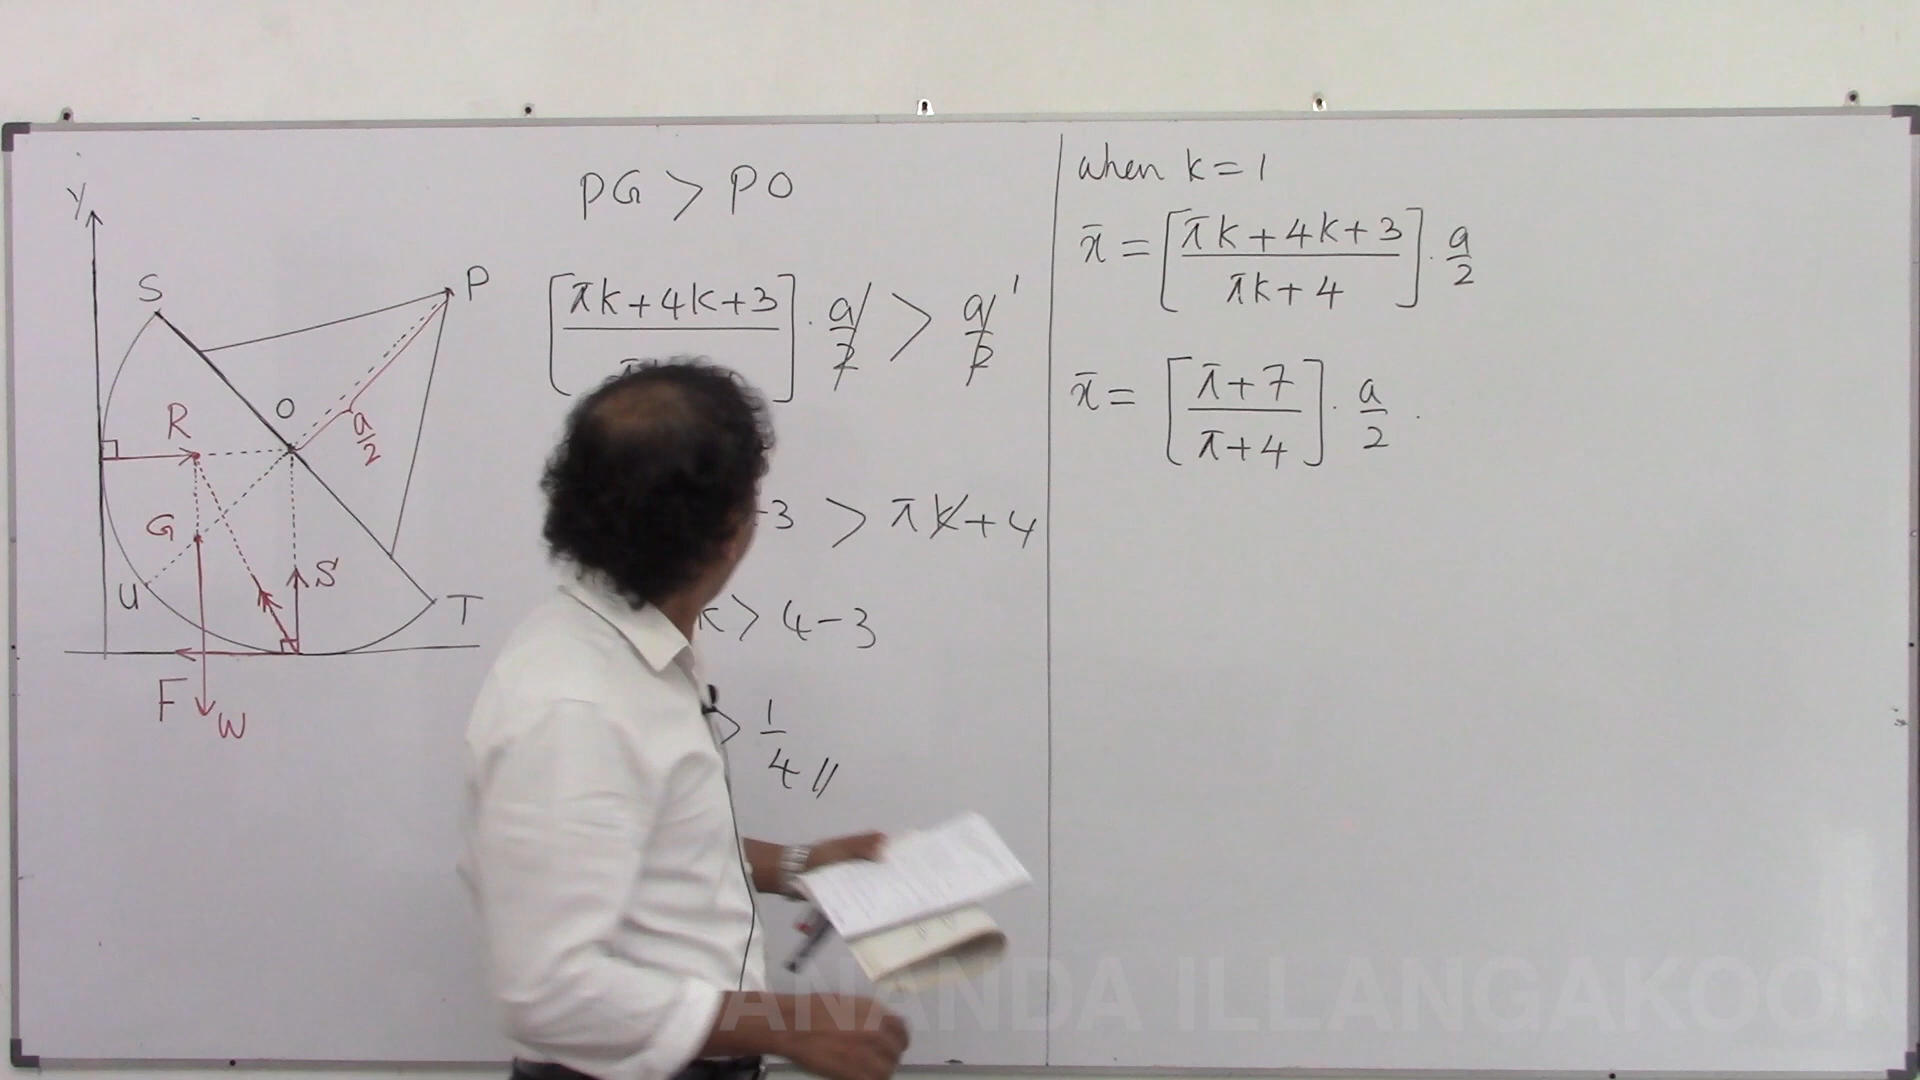 Y
S
P
O
R
a/2
G
U
S
T
F
W
PG > PO
[πk+4k+3 / ] · a/2 > a/2 1
-3 > πk+4
k > 4-3
> 1/4 //
when k = 1
x̄ = [πk+4k+3 / πk+4] · a/2
x̄ = [π+7 / π+4] · a/2 .
ANANDA ILLANGAKOON